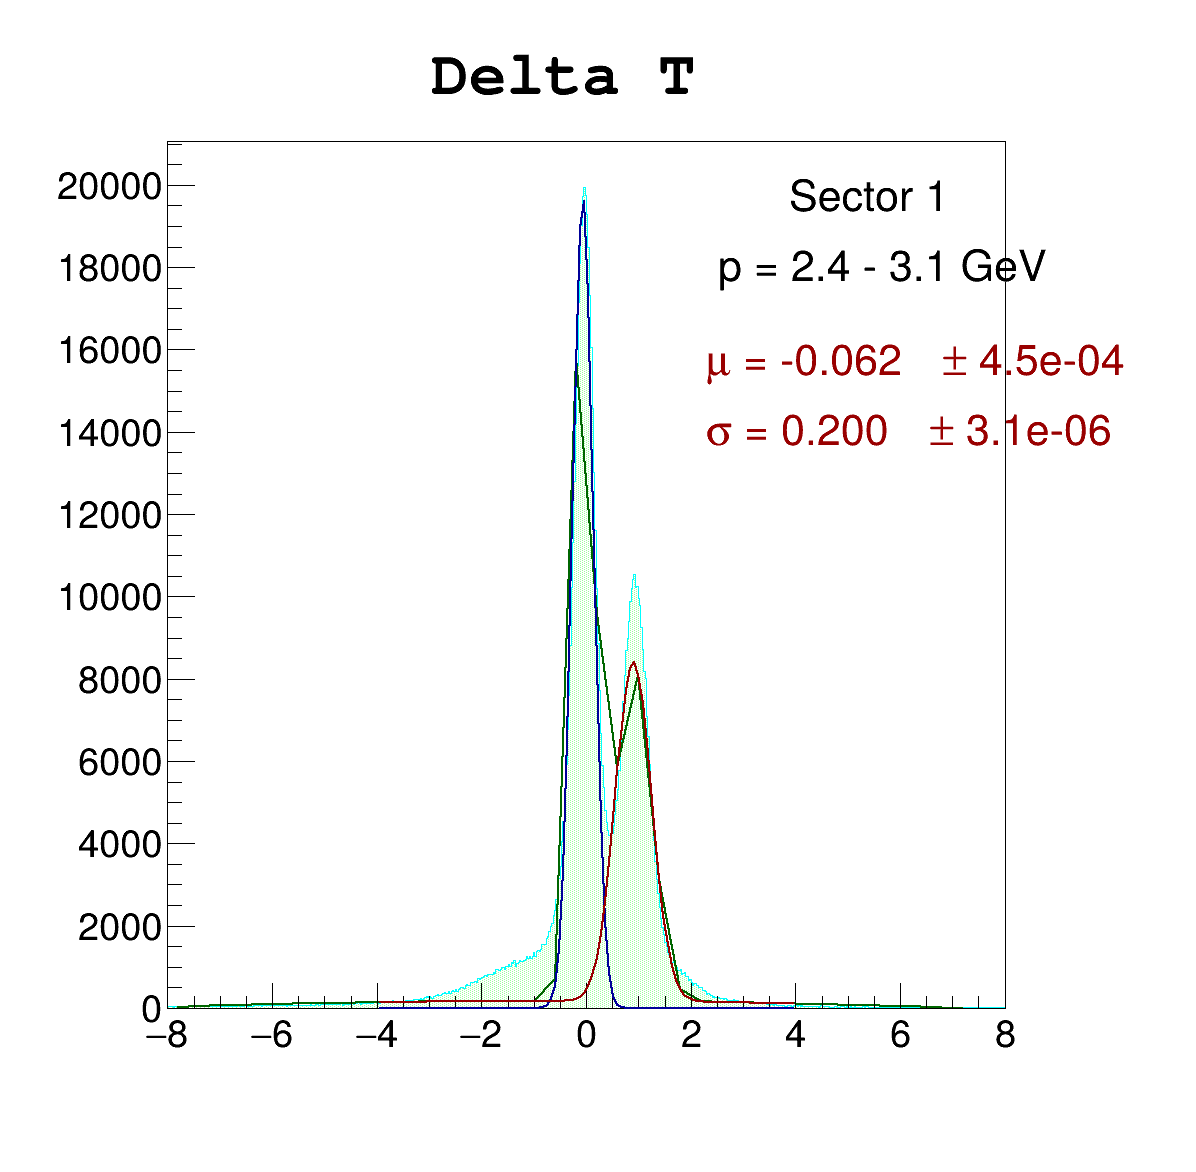 Delta T
Sector 1
p = 2.4 - 3.1 GeV
μ = -0.062 ± 4.5e-04
σ = 0.200 ± 3.1e-06
20000
18000
16000
14000
12000
10000
8000
6000
4000
2000
0
−8 −6 −4 −2 0 2 4 6 8